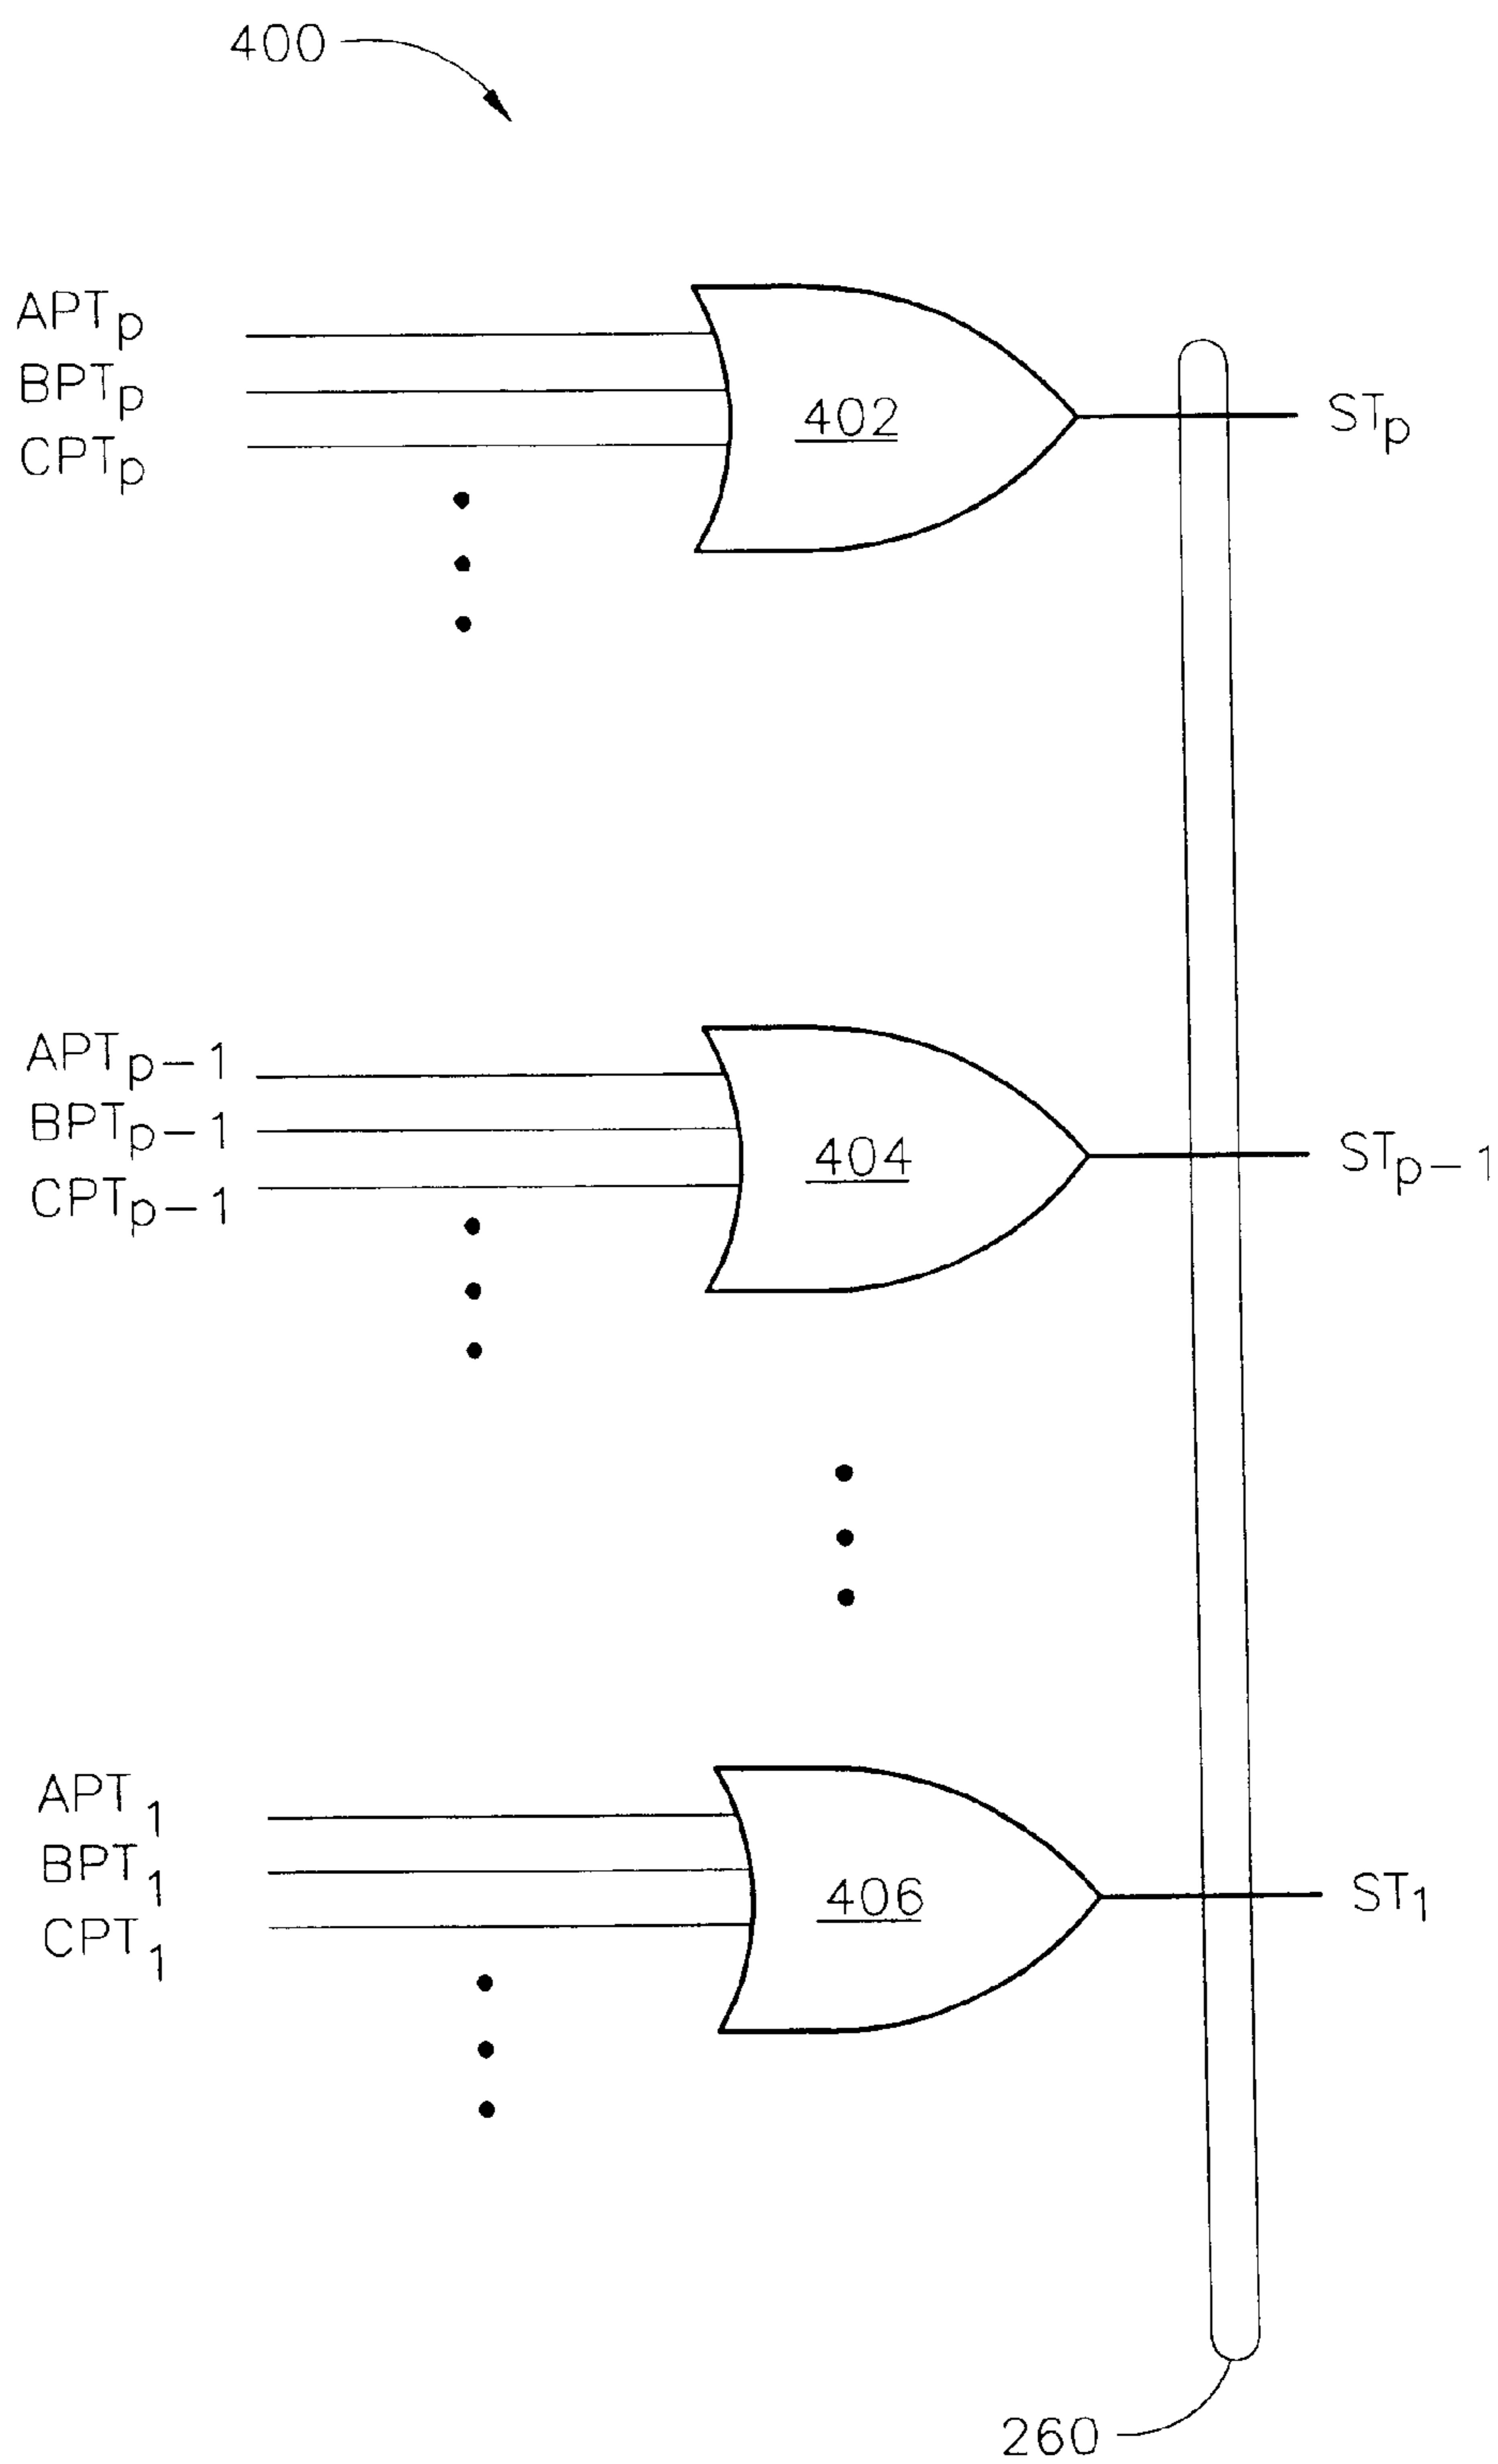 400
APTp
BPTp
CPTp
402
STp
APTp-1
BPTp-1
CPTp-1
404
STp-1
APT1
BPT1
CPT1
406
ST1
260